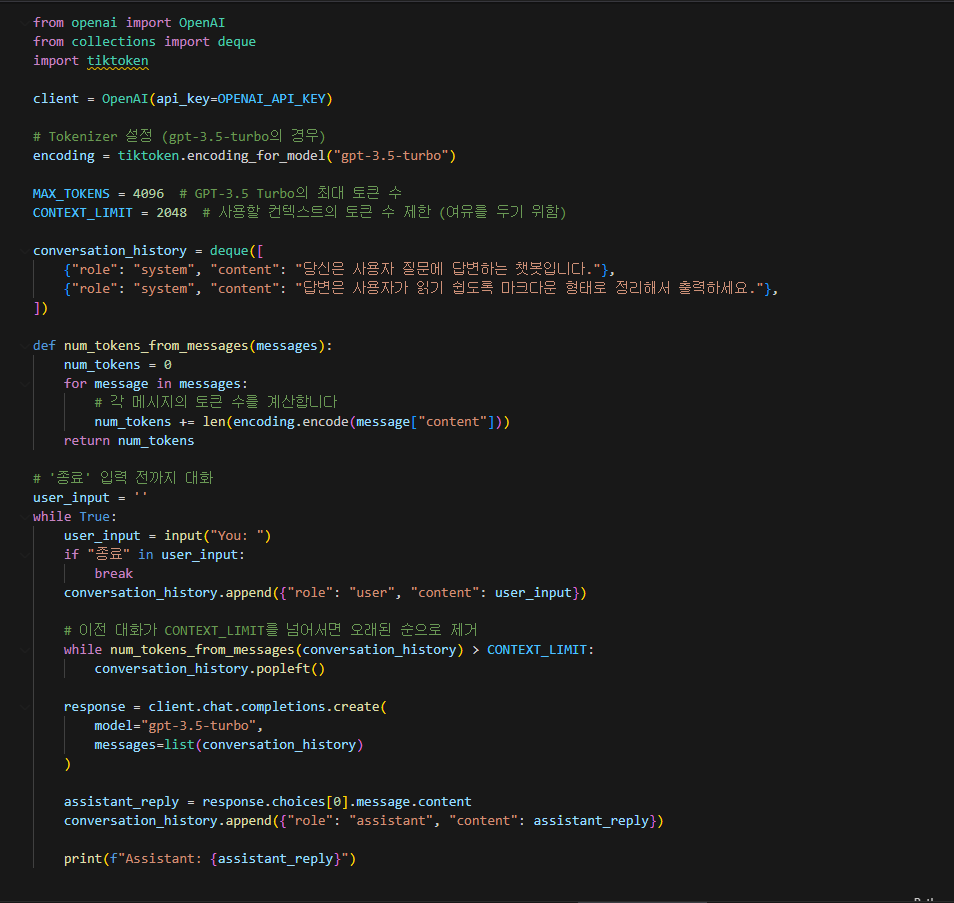 from openai import OpenAI
from collections import deque
import tiktoken
client = OpenAI(api_key=OPENAI_API_KEY)
# Tokenizer 설정 (gpt-3.5-turbo의 경우)
encoding = tiktoken.encoding_for_model("gpt-3.5-turbo")
MAX_TOKENS = 4096  # GPT-3.5 Turbo의 최대 토큰 수
CONTEXT_LIMIT = 2048  # 사용할 컨텍스트의 토큰 수 제한 (여유를 두기 위함)
conversation_history = deque([
    {"role": "system", "content": "당신은 사용자 질문에 답변하는 챗봇입니다."},
    {"role": "system", "content": "답변은 사용자가 읽기 쉽도록 마크다운 형태로 정리해서 출력하세요."},
])
def num_tokens_from_messages(messages):
    num_tokens = 0
    for message in messages:
        # 각 메시지의 토큰 수를 계산합니다
        num_tokens += len(encoding.encode(message["content"]))
    return num_tokens
# '종료' 입력 전까지 대화
user_input = ''
while True:
    user_input = input("You: ")
    if "종료" in user_input:
        break
    conversation_history.append({"role": "user", "content": user_input})
    # 이전 대화가 CONTEXT_LIMIT를 넘어서면 오래된 순으로 제거
    while num_tokens_from_messages(conversation_history) > CONTEXT_LIMIT:
        conversation_history.popleft()
    response = client.chat.completions.create(
        model="gpt-3.5-turbo",
        messages=list(conversation_history)
    )
    assistant_reply = response.choices[0].message.content
    conversation_history.append({"role": "assistant", "content": assistant_reply})
    print(f"Assistant: {assistant_reply}")